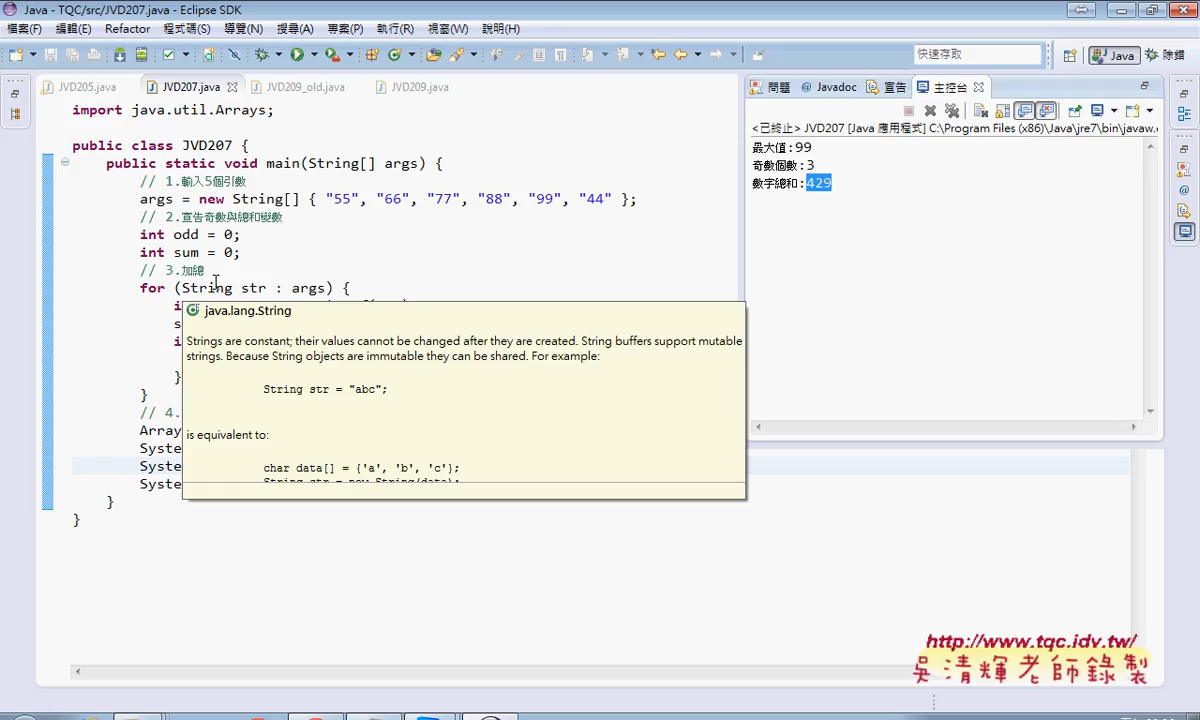 Java - TQC/src/JVD207.java - Eclipse SDK
檔案(F) 編輯(E) Refactor 程式碼(S) 導覽(N) 搜尋(A) 專案(P) 執行(R) 視窗(W) 說明(H)
快速存取 Java 除錯
JVD205.java JVD207.java JVD209_old.java JVD209.java
import java.util.Arrays;
public class JVD207 {
public static void main(String[] args) {
// 1.輸入5個引數
args = new String[] { "55", "66", "77", "88", "99", "44" };
// 2.宣告奇數與總和變數
int odd = 0;
int sum = 0;
// 3.加總
for (String str : args) {
i
s
i
}
}
// 4.
Array
System
System
System
}
}
java.lang.String
Strings are constant; their values cannot be changed after they are created. String buffers support mutable
strings. Because String objects are immutable they can be shared. For example:
String str = "abc";
is equivalent to:
char data[] = {'a', 'b', 'c'};
String str = new String(data);
問題 @ Javadoc 宣告 主控台
<已終止> JVD207 [Java 應用程式] C:\Program Files (x86)\Java\jre7\bin\javaw.e
最大值:99
奇數個數:3
數字總和:429
http://www.tqc.idv.tw/
吳清輝老師錄製